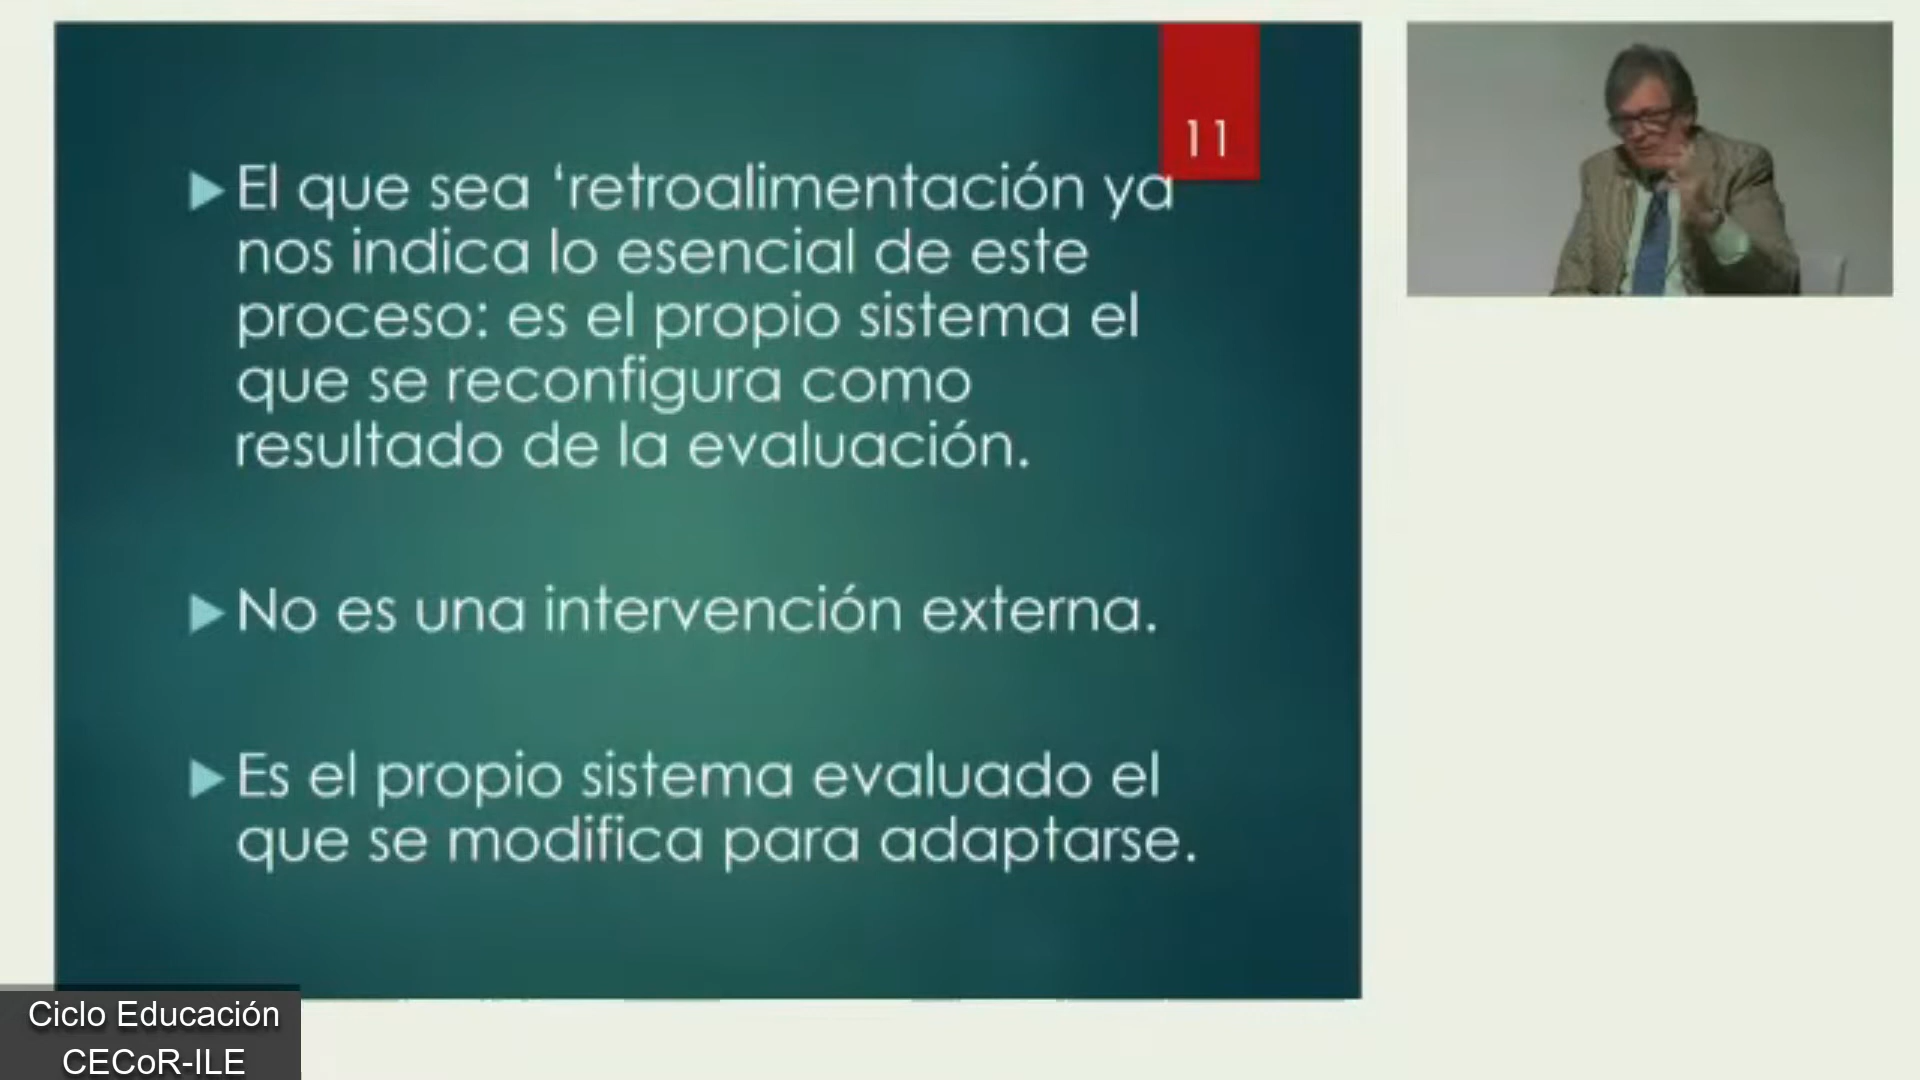 11
El que sea ‘retroalimentación ya
nos indica lo esencial de este
proceso: es el propio sistema el
que se reconfigura como
resultado de la evaluación.
No es una intervención externa.
Es el propio sistema evaluado el
que se modifica para adaptarse.
Ciclo Educación
CECoR-ILE